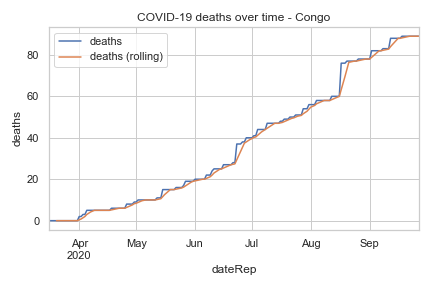 COVID-19 deaths over time - Congo
deaths
deaths (rolling)
80
60
40
20
0
deaths
Apr
2020
May
Jun
Jul
Aug
Sep
dateRep